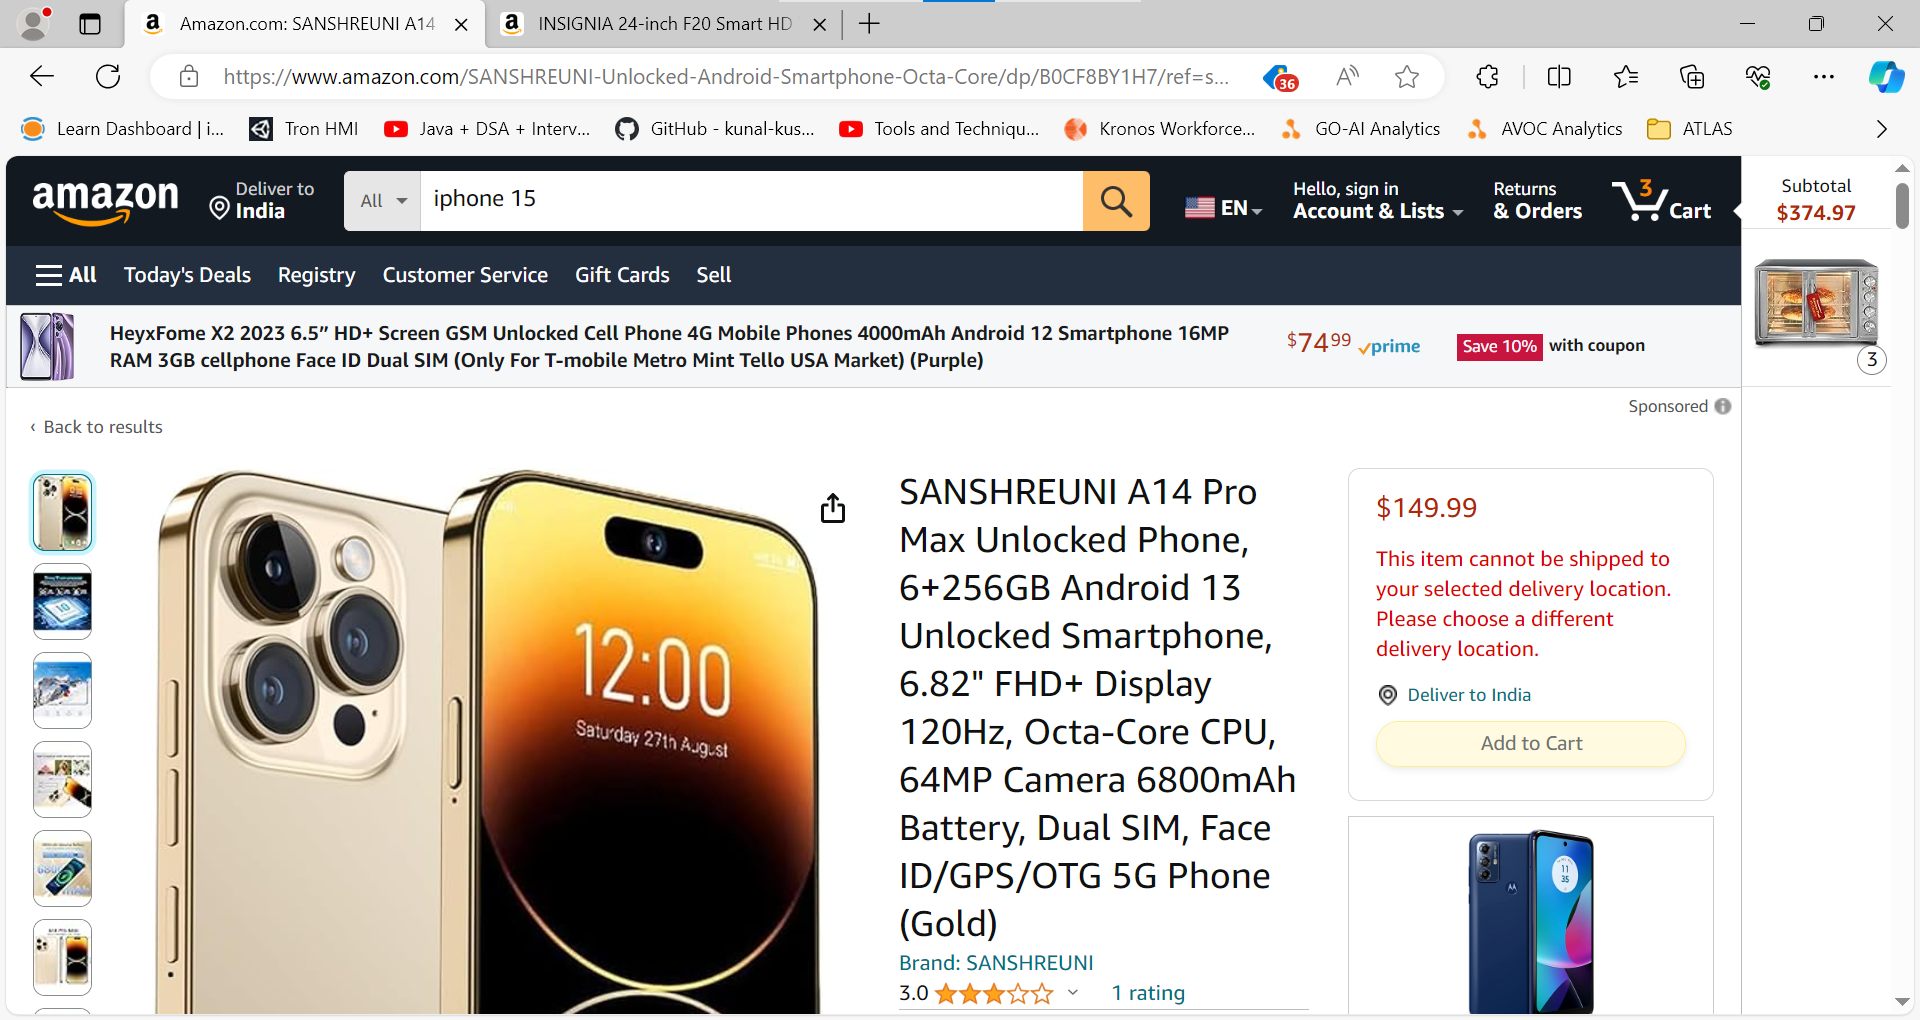 Amazon.com: SANSHREUNI A14
INSIGNIA 24-inch F20 Smart HD
https://www.amazon.com/SANSHREUNI-Unlocked-Android-Smartphone-Octa-Core/dp/B0CF8BY1H7/ref=s...
36
Learn Dashboard | i...
Tron HMI
Java + DSA + Interv...
GitHub - kunal-kus...
Tools and Techniqu...
Kronos Workforce...
GO-AI Analytics
AVOC Analytics
ATLAS
amazon
Deliver to
India
All
iphone 15
EN
Hello, sign in
Account & Lists
Returns
& Orders
3
Cart
Subtotal
$374.97
All
Today's Deals
Registry
Customer Service
Gift Cards
Sell
3
HeyxFome X2 2023 6.5” HD+ Screen GSM Unlocked Cell Phone 4G Mobile Phones 4000mAh Android 12 Smartphone 16MP
RAM 3GB cellphone Face ID Dual SIM (Only For T-mobile Metro Mint Tello USA Market) (Purple)
$7499
prime
Save 10% with coupon
Sponsored
‹ Back to results
12:00
Saturday 27th August
SANSHREUNI A14 Pro
Max Unlocked Phone,
6+256GB Android 13
Unlocked Smartphone,
6.82" FHD+ Display
120Hz, Octa-Core CPU,
64MP Camera 6800mAh
Battery, Dual SIM, Face
ID/GPS/OTG 5G Phone
(Gold)
Brand: SANSHREUNI
3.0
1 rating
$149.99
This item cannot be shipped to
your selected delivery location.
Please choose a different
delivery location.
Deliver to India
Add to Cart
11
35